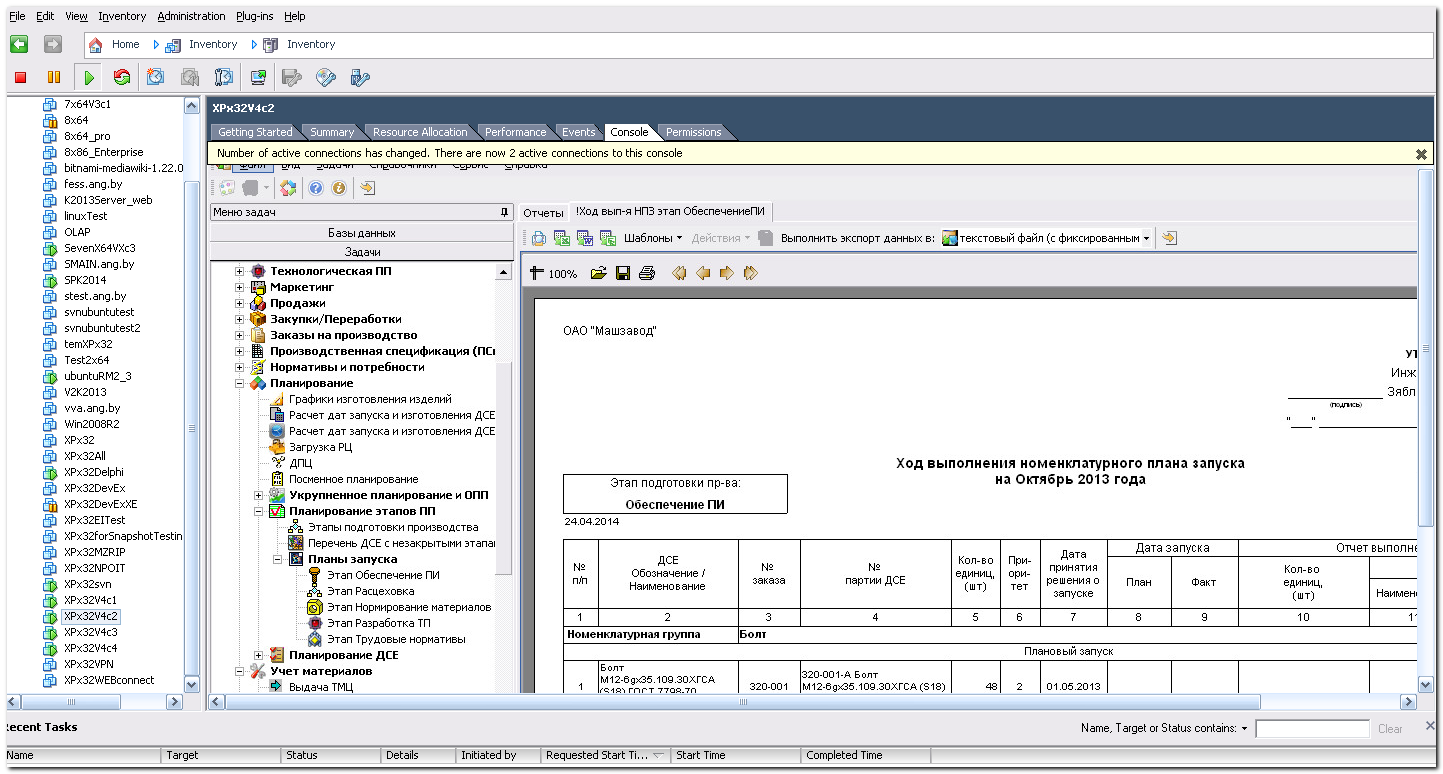 File Edit View Inventory Administration Plug-ins Help
Home Inventory Inventory
7x64V3c1
8x64
8x64_pro
8x86_Enterprise
bitnami-mediawiki-1.22.0
fess.ang.by
K2013Server_web
linuxTest
OLAP
SevenX64VXc3
SMAIN.ang.by
SPK2014
stest.ang.by
svnubuntutest
svnubuntutest2
temXPx32
Test2x64
ubuntuRM2_3
V2K2013
vva.ang.by
Win2008R2
XPx32
XPx32All
XPx32Delphi
XPx32DevEx
XPx32DevExXE
XPx32EITest
XPx32forSnapshotTestin
XPx32MZRIP
XPx32NPOIT
XPx32svn
XPx32V4c1
XPx32V4c2
XPx32V4c3
XPx32V4c4
XPx32VPN
XPx32WEBconnect
XPx32V4c2
Getting Started Summary Resource Allocation Performance Events Console Permissions
Number of active connections has changed. There are now 2 active connections to this console
Файл Вид Задачи Справочники Сервис Справка
Меню задач
Базы данных
Задачи
Технологическая ПП
Маркетинг
Продажи
Закупки/Переработки
Заказы на производство
Производственная спецификация (ПСп
Нормативы и потребности
Планирование
Графики изготовления изделий
Расчет дат запуска и изготовления ДСЕ
Расчет дат запуска и изготовления ДСЕ
Загрузка РЦ
ДПЦ
Посменное планирование
Укрупненное планирование и ОПП
Планирование этапов ПП
Этапы подготовки производства
Перечень ДСЕ с незакрытыми этапа
Планы запуска
Этап Обеспечение ПИ
Этап Расцеховка
Этап Нормирование материалов
Этап Разработка ТП
Этап Трудовые нормативы
Планирование ДСЕ
Учет материалов
Выдача ТМЦ
Отчеты !Ход вып-я НПЗ этап ОбеспечениеПИ
Шаблоны Действия Выполнить экспорт данных в: текстовый файл (с фиксированным
100%
ОАО "Машзавод"
УТ
Инж
Зябл
(подпись)
"___"
Ход выполнения номенклатурного плана запуска
на Октябрь 2013 года
Этап подготовки пр-ва:
Обеспечение ПИ
24.04.2014
№ п/п
ДСЕ Обозначение / Наименование
№ заказа
№ партии ДСЕ
Кол-во единиц, (шт)
При- ори- тет
Дата принятия решения о запуске
Дата запуска
План Факт
Отчет выполне
Кол-во единиц, (шт)
Наимено
1 2 3 4 5 6 7 8 9 10 11
Номенклатурная группа Болт
Плановый запуск
1
Болт
М12-6gх35.109.30ХГСА
(S18) ГОСТ 7798-70
320-001
320-001-А Болт
М12-6gх35.109.30ХГСА (S18)
48 2 01.05.2013
Recent Tasks
Name, Target or Status contains: Clear
Name Target Status Details Initiated by Requested Start Ti... Start Time Completed Time